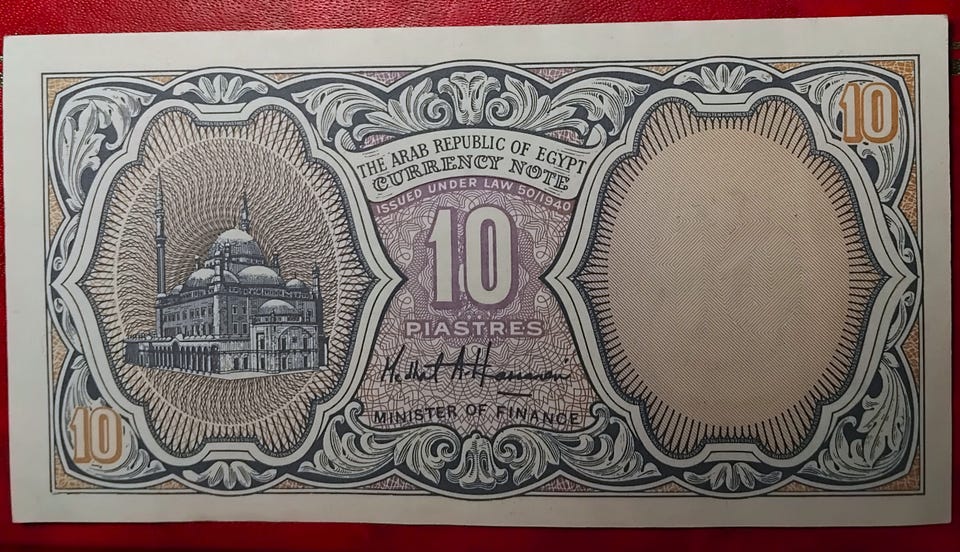 10
THE ARAB REPUBLIC OF EGYPT
CURRENCY NOTE
ISSUED UNDER LAW 50/1940
10
PIASTRES
Medhat A. Hassanein
MINISTER OF FINANCE
10